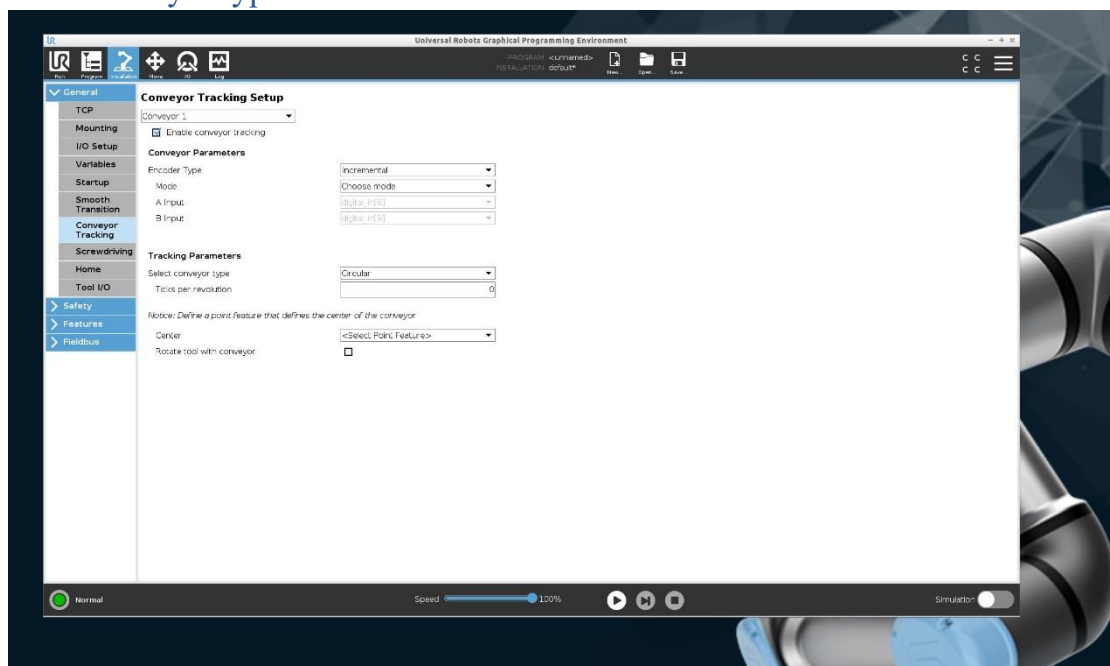 Universal Robots Graphical Programming Environment
UR
Run Program Installation Move I/O Log
PROGRAM <unnamed>
INSTALLATION default*
New... Open... Save...
C C
C C
General
TCP
Mounting
I/O Setup
Variables
Startup
Smooth
Transition
Conveyor
Tracking
Screwdriving
Home
Tool I/O
Safety
Features
Fieldbus
Conveyor Tracking Setup
Conveyor 1
Enable conveyor tracking
Conveyor Parameters
Encoder Type Incremental
Mode Choose mode
A Input digital_in[8]
B Input digital_in[9]
Tracking Parameters
Select conveyor type Circular
Ticks per revolution 0
Notice: Define a point feature that defines the center of the conveyor
Center <Select Point Feature>
Rotate tool with conveyor
Normal
Speed 100%
Simulation